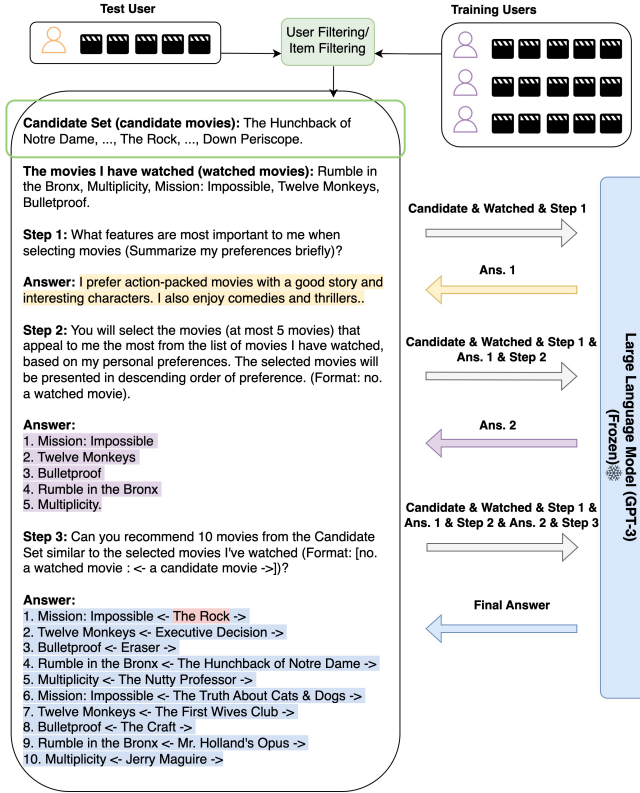 Test User
User Filtering/
Item Filtering
Training Users
Candidate Set (candidate movies): The Hunchback of
Notre Dame, ..., The Rock, ..., Down Periscope.
The movies I have watched (watched movies): Rumble in
the Bronx, Multiplicity, Mission: Impossible, Twelve Monkeys,
Bulletproof.
Step 1: What features are most important to me when
selecting movies (Summarize my preferences briefly)?
Answer: I prefer action-packed movies with a good story and
interesting characters. I also enjoy comedies and thrillers..
Step 2: You will select the movies (at most 5 movies) that
appeal to me the most from the list of movies I have watched,
based on my personal preferences. The selected movies will
be presented in descending order of preference. (Format: no.
a watched movie).
Answer:
1. Mission: Impossible
2. Twelve Monkeys
3. Bulletproof
4. Rumble in the Bronx
5. Multiplicity.
Step 3: Can you recommend 10 movies from the Candidate
Set similar to the selected movies I've watched (Format: [no.
a watched movie : <- a candidate movie ->])?
Answer:
1. Mission: Impossible <- The Rock ->
2. Twelve Monkeys <- Executive Decision ->
3. Bulletproof <- Eraser ->
4. Rumble in the Bronx <- The Hunchback of Notre Dame ->
5. Multiplicity <- The Nutty Professor ->
6. Mission: Impossible <- The Truth About Cats & Dogs ->
7. Twelve Monkeys <- The First Wives Club ->
8. Bulletproof <- The Craft ->
9. Rumble in the Bronx <- Mr. Holland's Opus ->
10. Multiplicity <- Jerry Maguire ->
Candidate & Watched & Step 1
Ans. 1
Candidate & Watched & Step 1 &
Ans. 1 & Step 2
Ans. 2
Candidate & Watched & Step 1 &
Ans. 1 & Step 2 & Ans. 2 & Step 3
Final Answer
Large Language Model (GPT-3)
(Frozen)